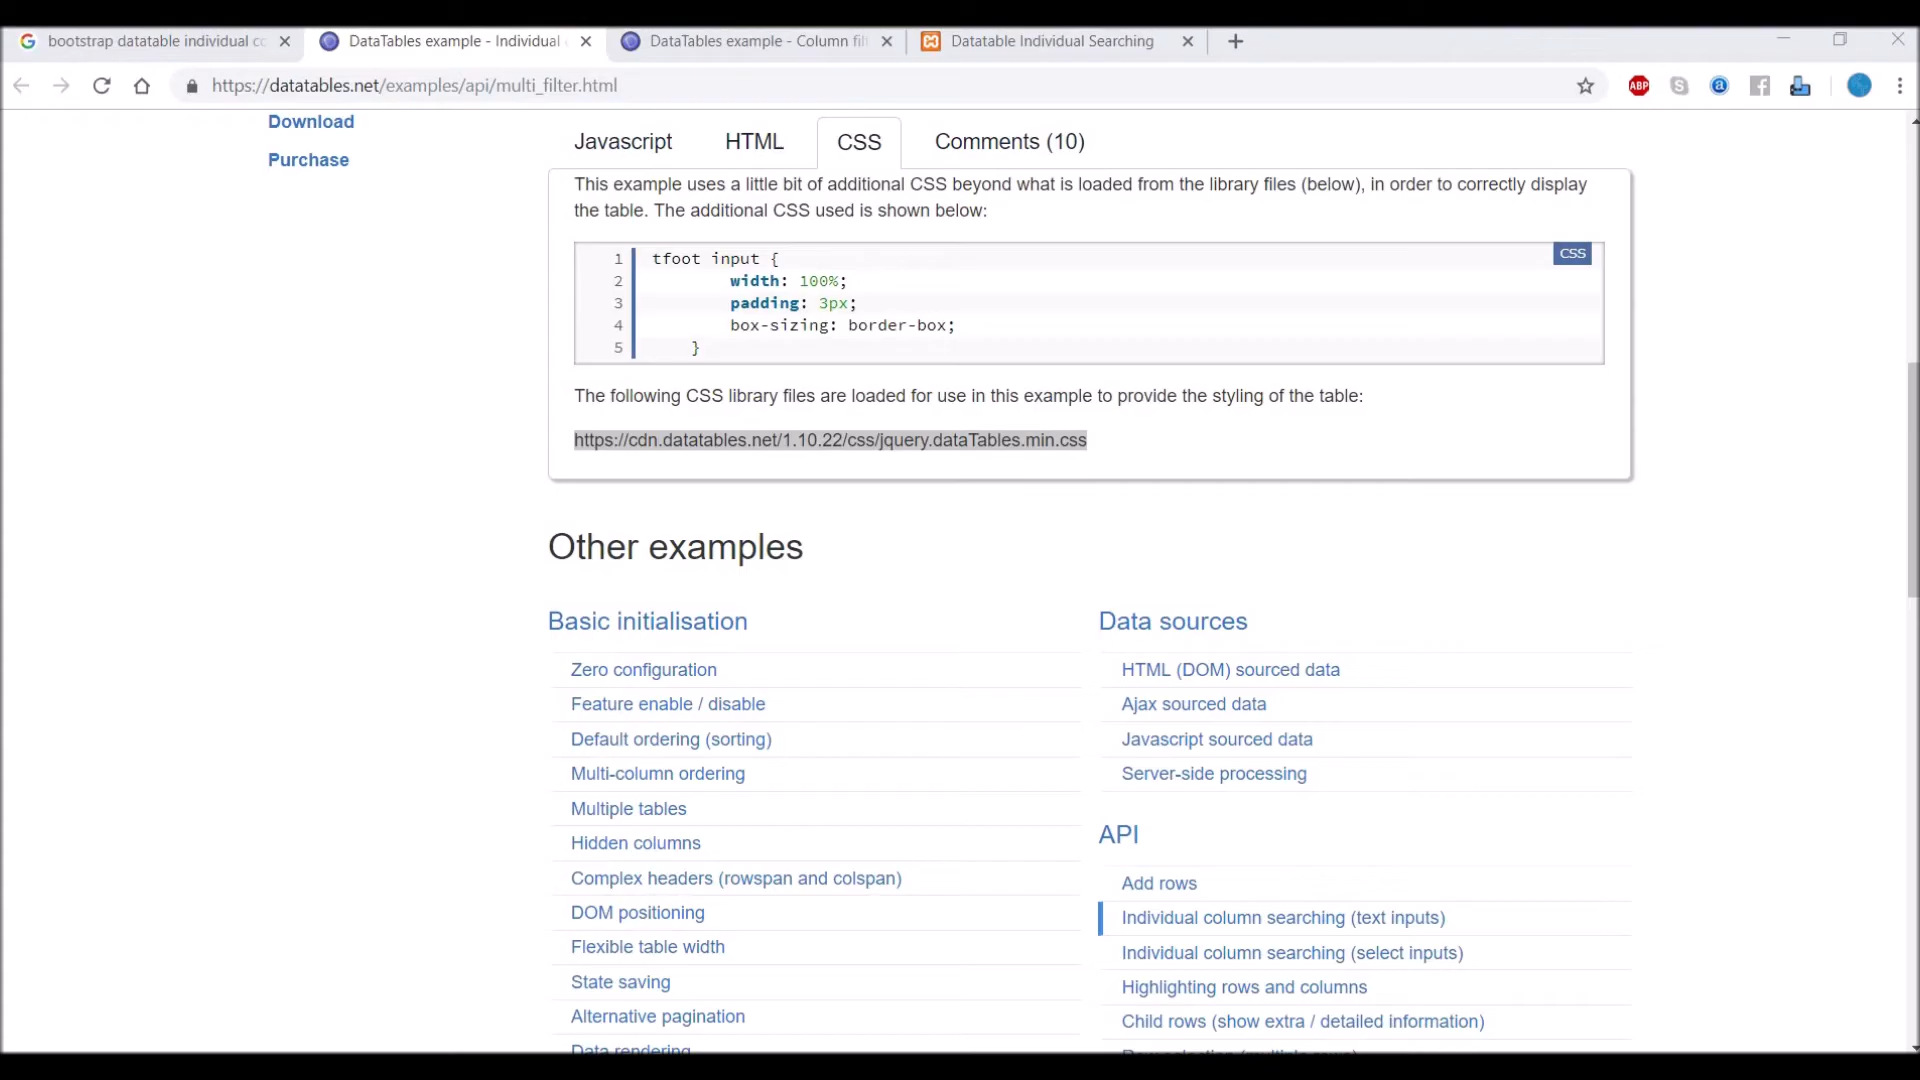 bootstrap datatable individual co
DataTables example - Individual
DataTables example - Column filt
Datatable Individual Searching
https://datatables.net/examples/api/multi_filter.html
ABP
Download
Purchase
Javascript
HTML
CSS
Comments (10)
This example uses a little bit of additional CSS beyond what is loaded from the library files (below), in order to correctly display
the table. The additional CSS used is shown below:
CSS
1 tfoot input {
2 width: 100%;
3 padding: 3px;
4 box-sizing: border-box;
5 }
The following CSS library files are loaded for use in this example to provide the styling of the table:
https://cdn.datatables.net/1.10.22/css/jquery.dataTables.min.css
Other examples
Basic initialisation
Zero configuration
Feature enable / disable
Default ordering (sorting)
Multi-column ordering
Multiple tables
Hidden columns
Complex headers (rowspan and colspan)
DOM positioning
Flexible table width
State saving
Alternative pagination
Data rendering
Data sources
HTML (DOM) sourced data
Ajax sourced data
Javascript sourced data
Server-side processing
API
Add rows
Individual column searching (text inputs)
Individual column searching (select inputs)
Highlighting rows and columns
Child rows (show extra / detailed information)